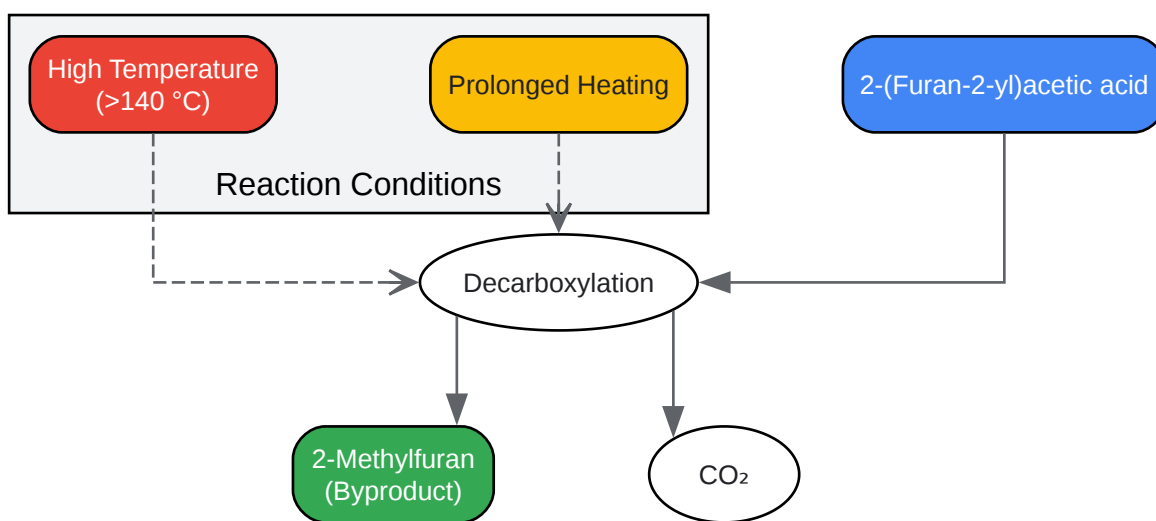 High Temperature
(>140 °C)
Prolonged Heating
2-(Furan-2-yl)acetic acid
Reaction Conditions
Decarboxylation
2-Methylfuran
(Byproduct)
CO₂